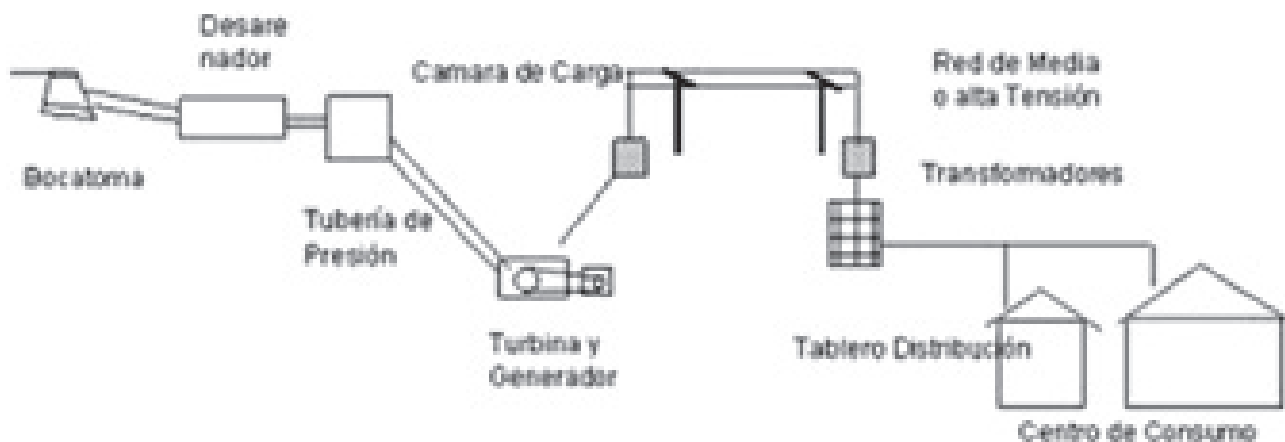 Desare
nador
Camara de Carga
Red de Media
o alta Tensión
Bocatoma
Transformadores
Tubería de
Presión
Turbina y
Generador
Tablero Distribución
Centro de Consumo